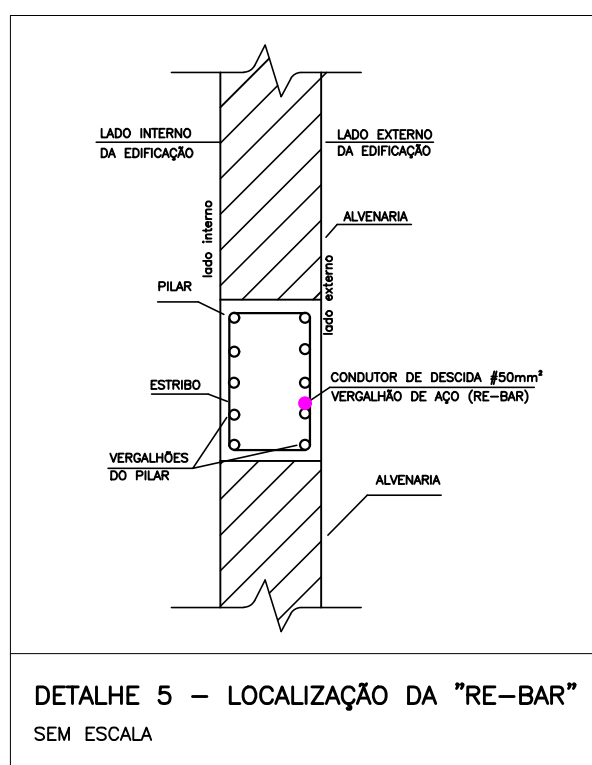 LADO INTERNO
DA EDIFICAÇÃO
LADO EXTERNO
DA EDIFICAÇÃO
lado interno
ALVENARIA
lado externo
PILAR
ESTRIBO
CONDUTOR DE DESCIDA #50mm²
VERGALHÃO DE AÇO (RE-BAR)
VERGALHÕES
DO PILAR
ALVENARIA
DETALHE 5 – LOCALIZAÇÃO DA "RE-BAR"
SEM ESCALA